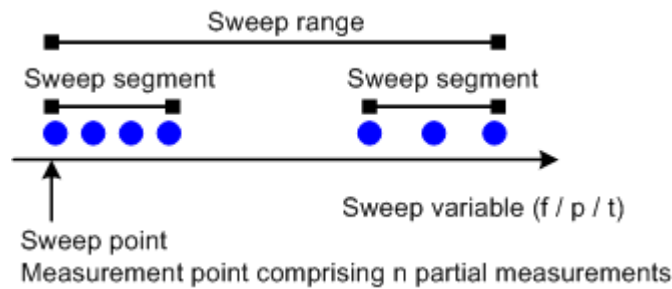 Sweep range
Sweep segment
Sweep segment
Sweep variable (f / p / t)
Sweep point
Measurement point comprising n partial measurements